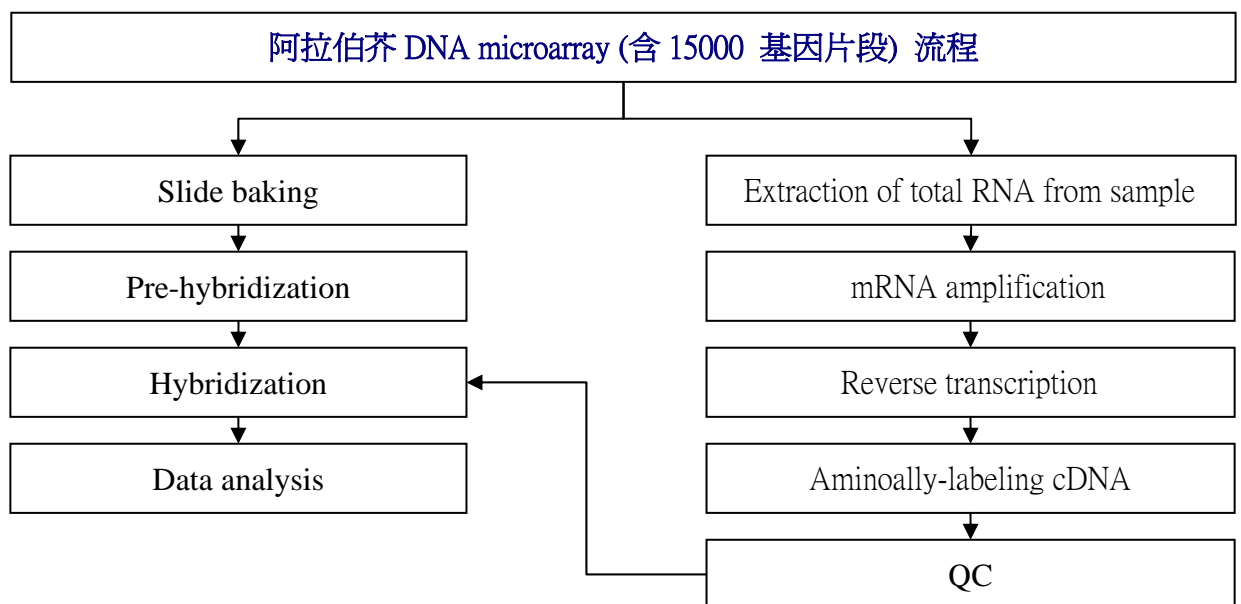 阿拉伯芥 DNA microarray (含 15000 基因片段) 流程
Slide baking
Pre-hybridization
Hybridization
Data analysis
Extraction of total RNA from sample
mRNA amplification
Reverse transcription
Aminoally-labeling cDNA
QC